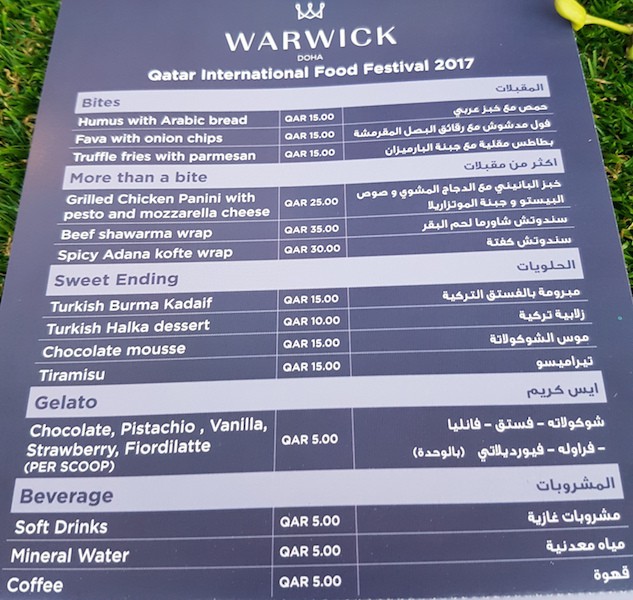 WARWICK
DOHA
Qatar International Food Festival 2017
Bites المقبلات
Humus with Arabic bread QAR 15.00 حمص مع خبز عربي
Fava with onion chips QAR 15.00 فول مدشوش مع رقائق البصل المقرمشة
Truffle fries with parmesan QAR 15.00 بطاطس مقلية مع جبنة البارميزان
More than a bite اكثر من مقبلات
Grilled Chicken Panini with
pesto and mozzarella cheese QAR 25.00 خبز البانيني مع الدجاج المشوي و صوص
البيستو و جبنة الموتزاريلا
Beef shawarma wrap QAR 35.00 سندوتش شاورما لحم البقر
Spicy Adana kofte wrap QAR 30.00 سندوتش كفتة
Sweet Ending الحلويات
Turkish Burma Kadaif QAR 15.00 مبرومة بالفستق التركية
Turkish Halka dessert QAR 10.00 زلابية تركية
Chocolate mousse QAR 15.00 موس الشوكولاتة
Tiramisu QAR 15.00 تيراميسو
Gelato ايس كريم
Chocolate, Pistachio , Vanilla,
Strawberry, Fiordilatte
(PER SCOOP) QAR 5.00 شوكولاته - فستق - فانليا
- فراوله - فيورديلاتي (بالوحدة)
Beverage المشروبات
Soft Drinks QAR 5.00 مشروبات غازية
Mineral Water QAR 5.00 مياه معدنية
Coffee QAR 5.00 قهوة